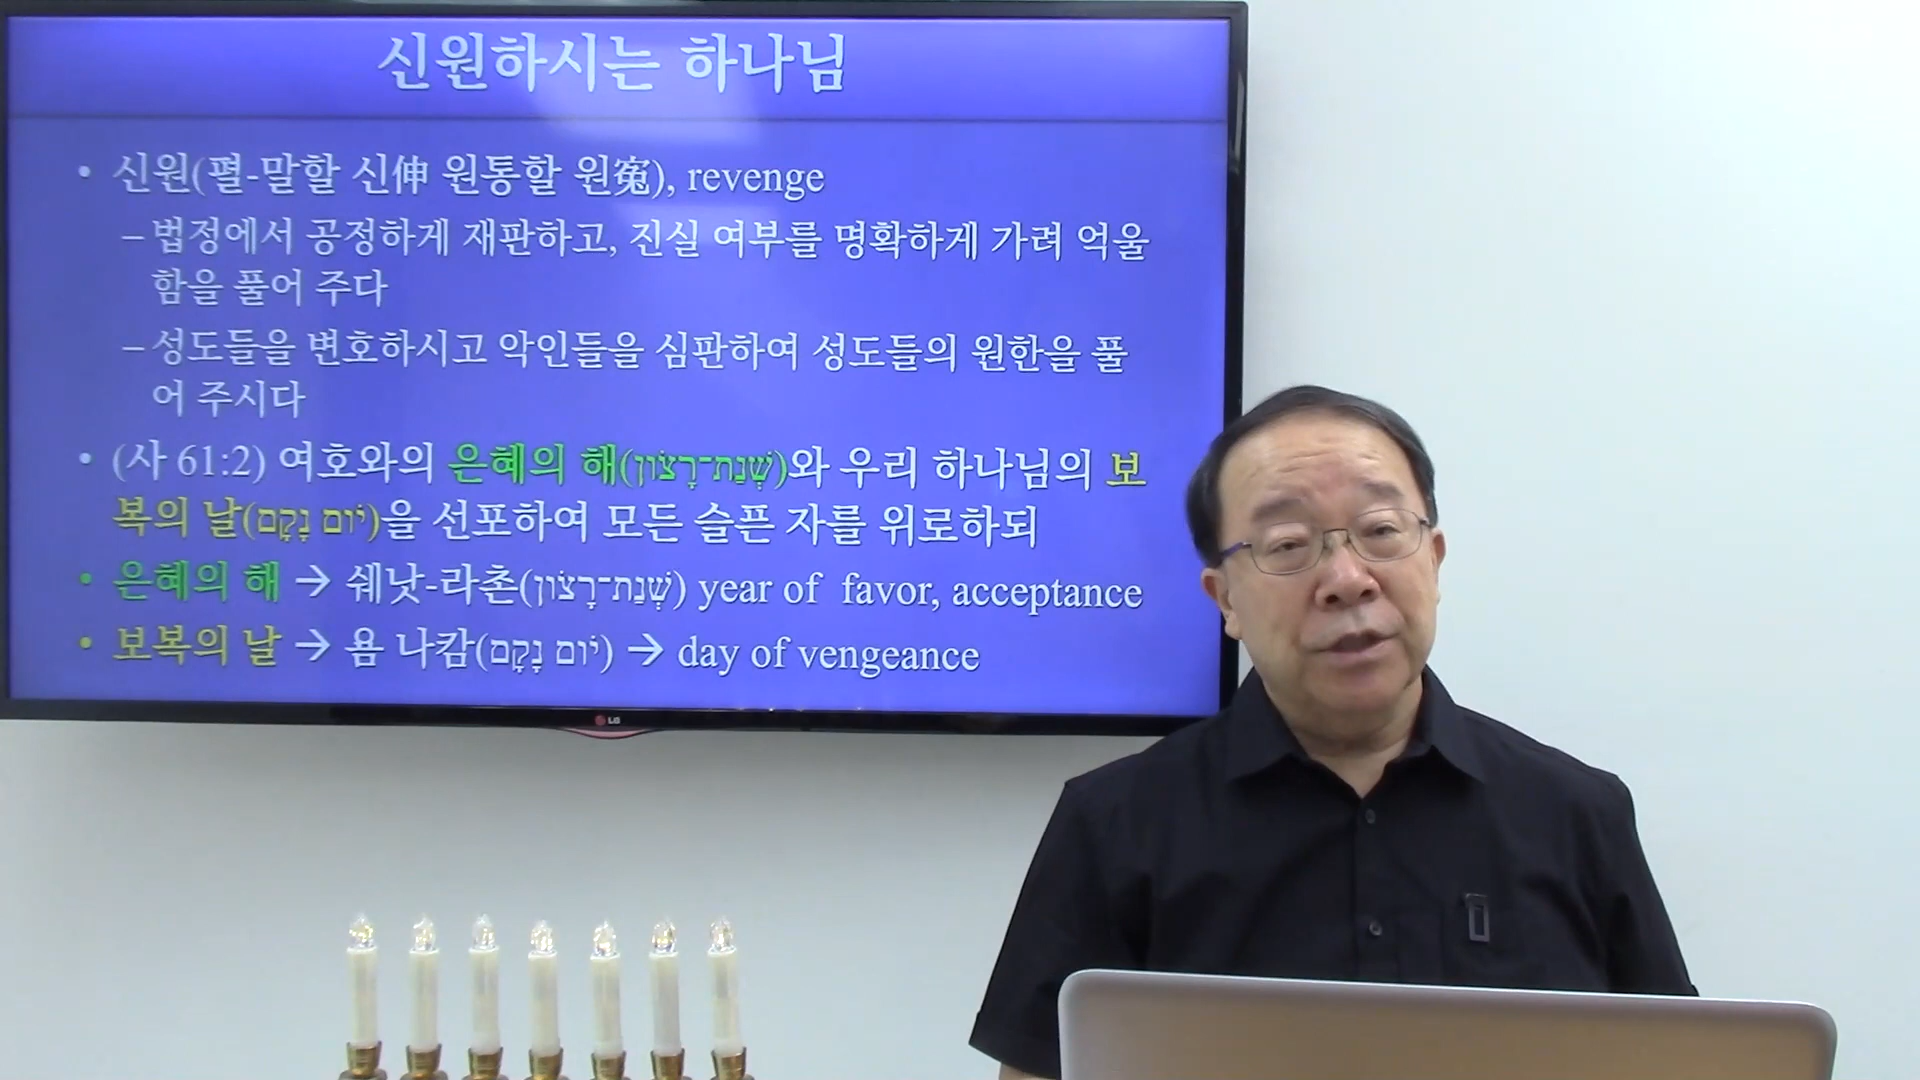 신원하시는 하나님
• 신원(펼-말할 신伸 원통할 원寃), revenge
– 법정에서 공정하게 재판하고, 진실 여부를 명확하게 가려 억울
함을 풀어 주다
– 성도들을 변호하시고 악인들을 심판하여 성도들의 원한을 풀
어 주시다
• (사 61:2) 여호와의 은혜의 해(שְׁנַת־רָצוֹן)와 우리 하나님의 보
복의 날(יוֹם נָקָם)을 선포하여 모든 슬픈 자를 위로하되
• 은혜의 해 → 쉐낫-라촌(שְׁנַת־רָצוֹן) year of favor, acceptance
• 보복의 날 → 욤 나캄(יוֹם נָקָם) → day of vengeance
LG